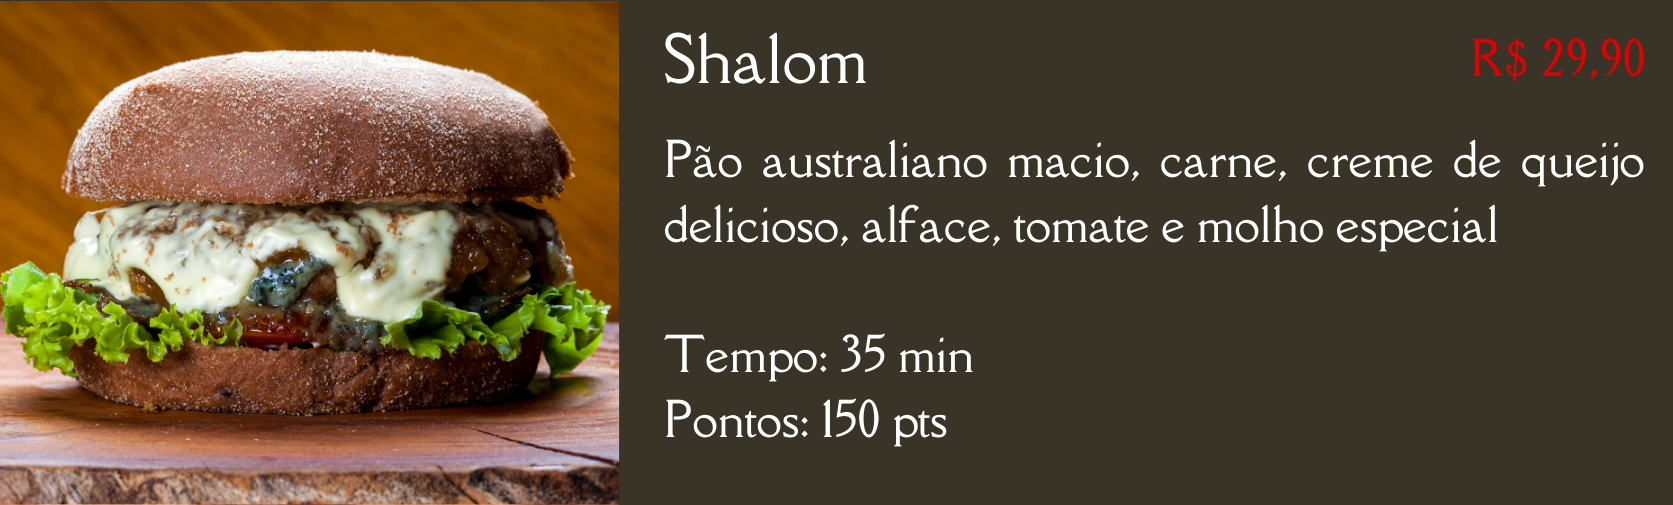 Shalom
R$ 29,90
Pão australiano macio, carne, creme de queijo
delicioso, alface, tomate e molho especial
Tempo: 35 min
Pontos: 150 pts